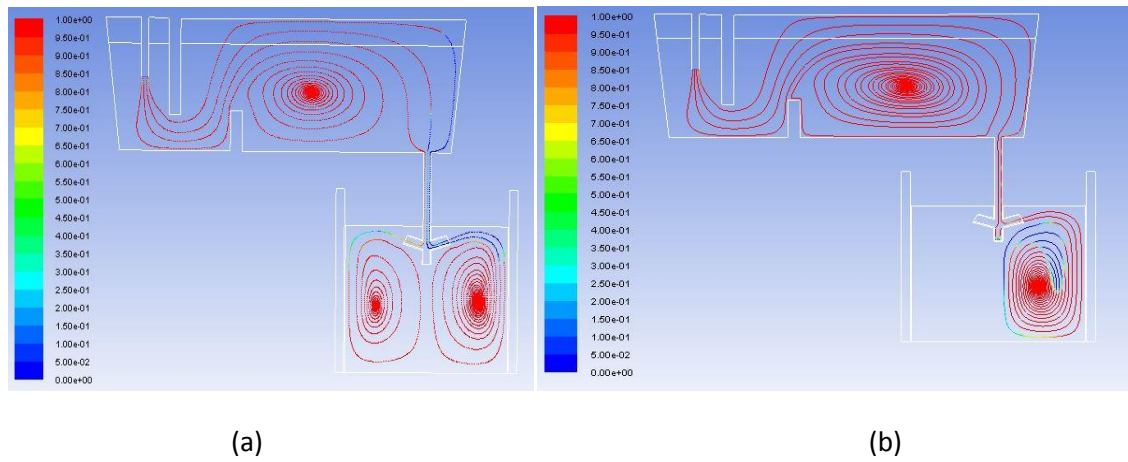 1.00e+00
9.50e-01
9.00e-01
8.50e-01
8.00e-01
7.50e-01
7.00e-01
6.50e-01
6.00e-01
5.50e-01
5.00e-01
4.50e-01
4.00e-01
3.50e-01
3.00e-01
2.50e-01
2.00e-01
1.50e-01
1.00e-01
5.00e-02
0.00e+00
1.00e+00
9.50e-01
9.00e-01
8.50e-01
8.00e-01
7.50e-01
7.00e-01
6.50e-01
6.00e-01
5.50e-01
5.00e-01
4.50e-01
4.00e-01
3.50e-01
3.00e-01
2.50e-01
2.00e-01
1.50e-01
1.00e-01
5.00e-02
0.00e+00
(a)
(b)